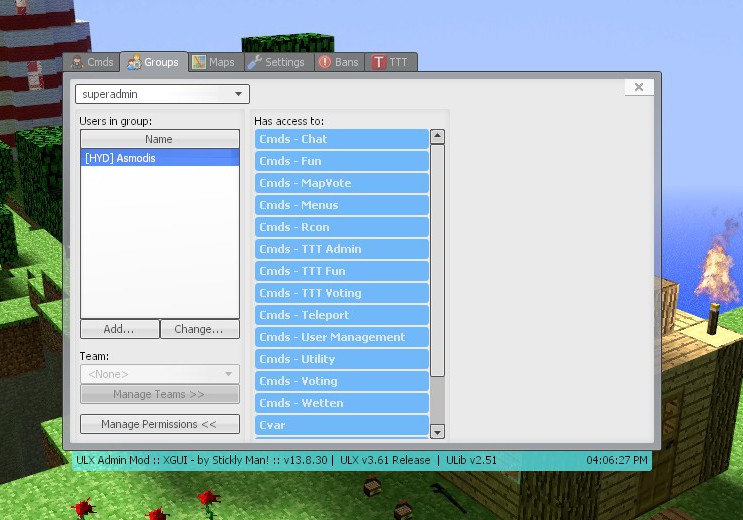 Cmds
Groups
Maps
Settings
Bans
TTT
superadmin
Users in group:
Name
[HYD] Asmodis
Add...
Change...
Team:
<None>
Manage Teams >>
Manage Permissions <<
Has access to:
Cmds - Chat
Cmds - Fun
Cmds - MapVote
Cmds - Menus
Cmds - Rcon
Cmds - TTT Admin
Cmds - TTT Fun
Cmds - TTT Voting
Cmds - Teleport
Cmds - User Management
Cmds - Utility
Cmds - Voting
Cmds - Wetten
Cvar
ULX Admin Mod :: XGUI - by Stickly Man! :: v13.8.30 | ULX v3.61 Release | ULib v2.51 04:06:27 PM